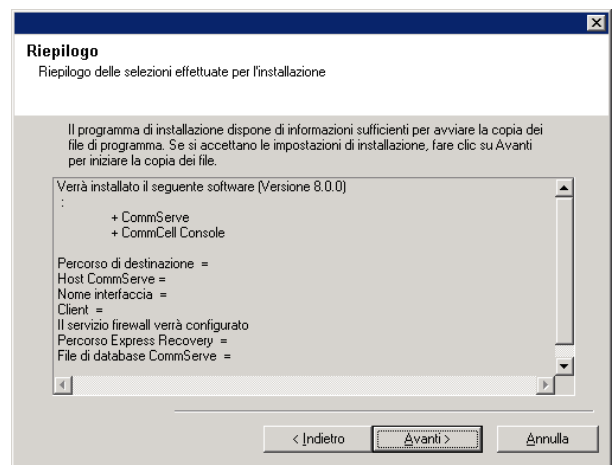 Riepilogo
Riepilogo delle selezioni effettuate per l'installazione
Il programma di installazione dispone di informazioni sufficienti per avviare la copia dei
file di programma. Se si accettano le impostazioni di installazione, fare clic su Avanti
per iniziare la copia dei file.
Verrà installato il seguente software (Versione 8.0.0)
:
+ CommServe
+ CommCell Console
Percorso di destinazione =
Host CommServe =
Nome interfaccia =
Client =
Il servizio firewall verrà configurato
Percorso Express Recovery =
File di database CommServe =
< Indietro
Avanti >
Annulla